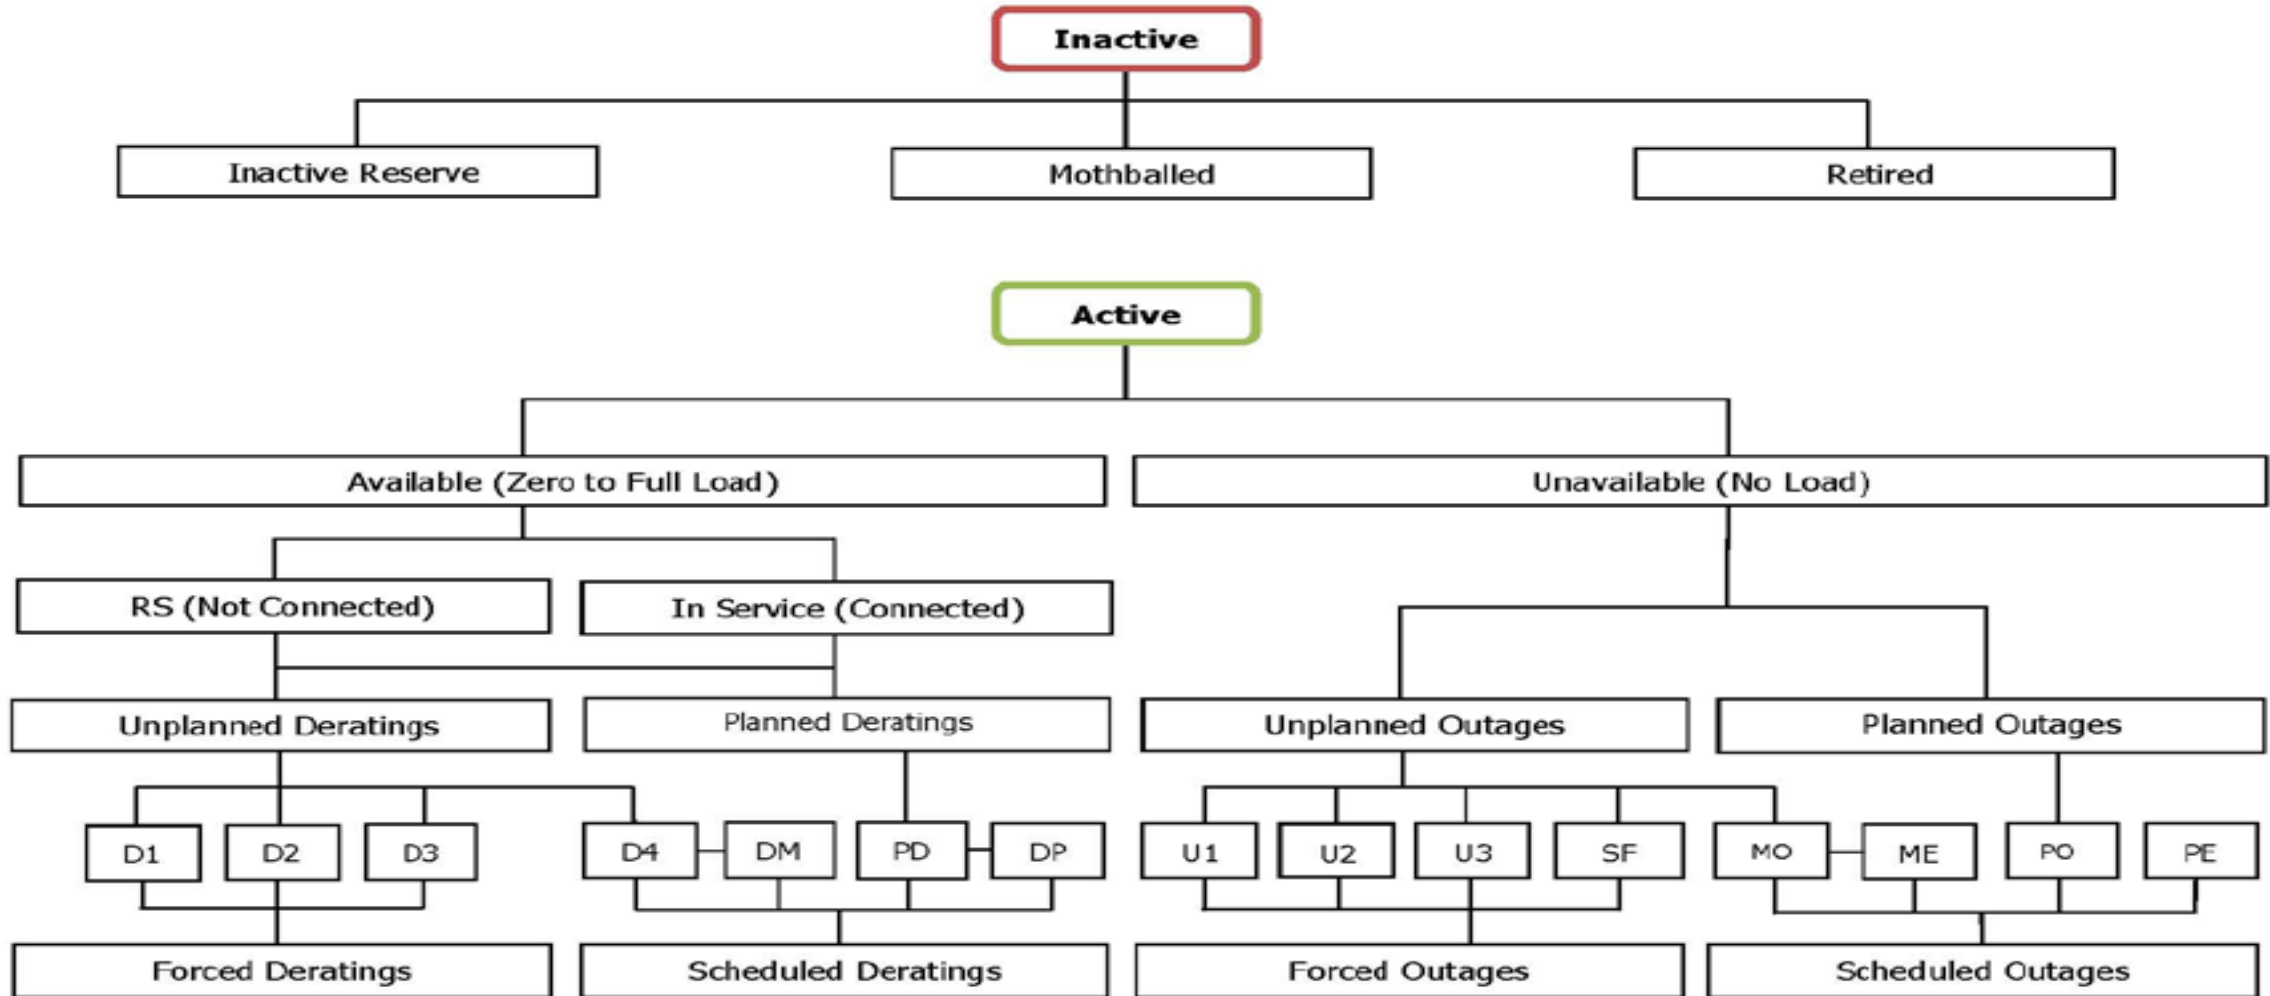 Inactive
Inactive Reserve
Mothballed
Retired
Active
Available (Zero to Full Load)
Unavailable (No Load)
RS (Not Connected)
In Service (Connected)
Unplanned Deratings
Planned Deratings
Unplanned Outages
Planned Outages
D1
D2
D3
D4
DM
PD
DP
U1
U2
U3
SF
MO
ME
PO
PE
Forced Deratings
Scheduled Deratings
Forced Outages
Scheduled Outages